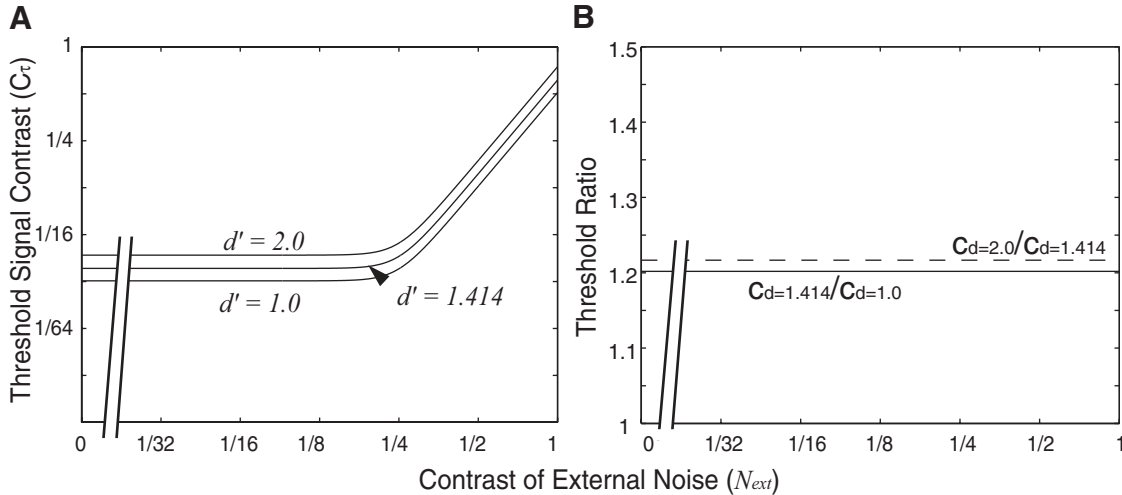 A
Threshold Signal Contrast (Cτ)
1
1/4
1/16
1/64
d' = 2.0
d' = 1.414
d' = 1.0
0 1/32 1/16 1/8 1/4 1/2 1
B
Threshold Ratio
1.5
1.4
1.3
1.2
1.1
1
Cd=2.0/Cd=1.414
Cd=1.414/Cd=1.0
0 1/32 1/16 1/8 1/4 1/2 1
Contrast of External Noise (Next)